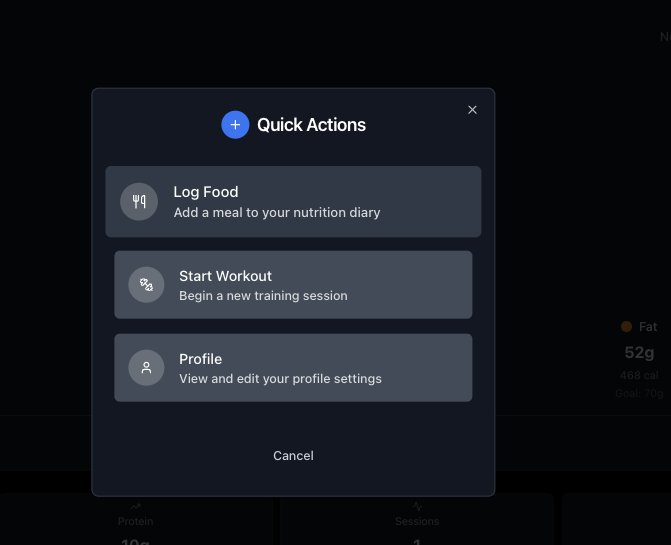 Quick Actions
Log Food
Add a meal to your nutrition diary
Start Workout
Begin a new training session
Fat
52g
Profile
468 cal
View and edit your profile settings
Goal: 70g
Cancel
Protein
Sessions
10g
1